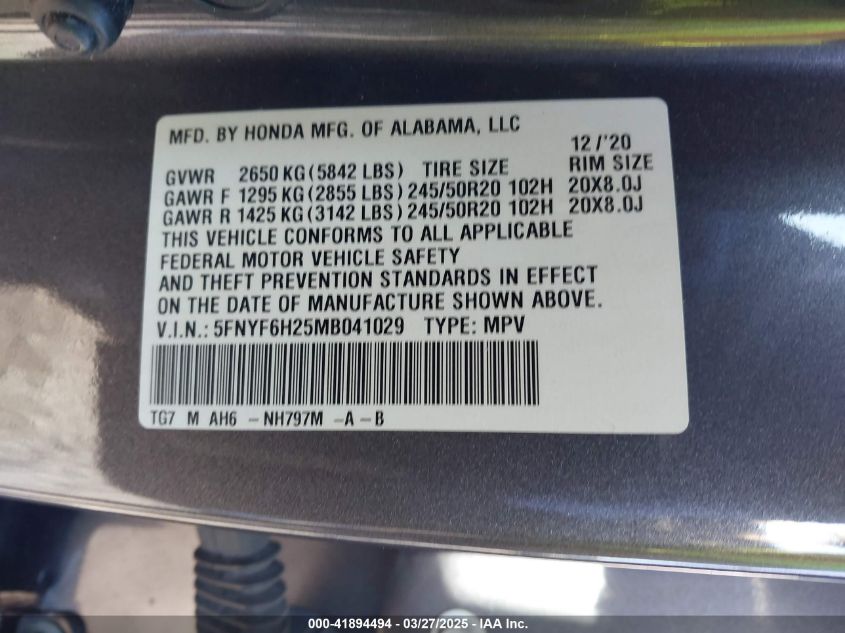 MFD. BY HONDA MFG. OF ALABAMA, LLC 12/'20
GVWR 2650 KG(5842 LBS) TIRE SIZE RIM SIZE
GAWR F 1295 KG(2855 LBS) 245/50R20 102H 20X8.0J
GAWR R 1425 KG(3142 LBS) 245/50R20 102H 20X8.0J
THIS VEHICLE CONFORMS TO ALL APPLICABLE
FEDERAL MOTOR VEHICLE SAFETY
AND THEFT PREVENTION STANDARDS IN EFFECT
ON THE DATE OF MANUFACTURE SHOWN ABOVE.
V.I.N.: 5FNYF6H25MB041029 TYPE: MPV
TG7 M AH6 -NH797M -A-B
000-41894494 - 03/27/2025 - IAA Inc.